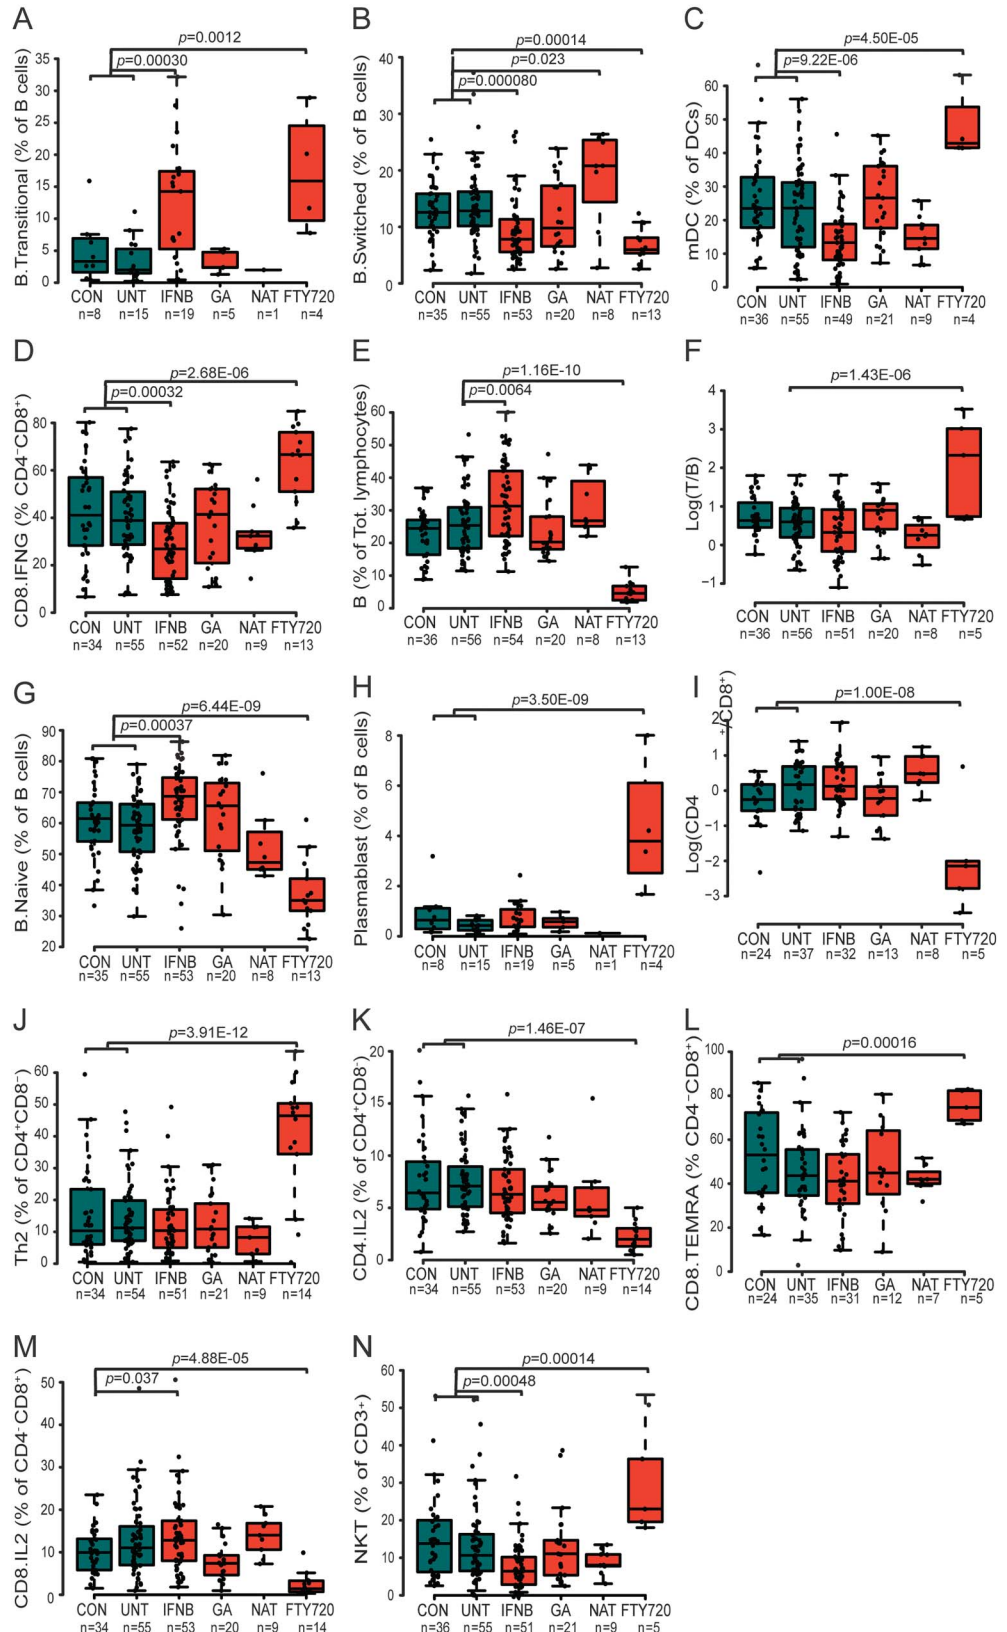 A
p=0.0012
p=0.00030
B.Transitional (% of B cells)
35
30
25
20
15
10
5
0
CON UNT IFNB GA NAT FTY720
n=8 n=15 n=19 n=5 n=1 n=4
B
p=0.00014
p=0.023
p=0.000080
B.Switched (% of B cells)
40
30
20
10
0
CON UNT IFNB GA NAT FTY720
n=35 n=55 n=53 n=20 n=8 n=13
C
p=4.50E-05
p=9.22E-06
mDC (% of DCs)
60
50
40
30
20
10
0
CON UNT IFNB GA NAT FTY720
n=36 n=55 n=49 n=21 n=9 n=4
D
p=2.68E-06
p=0.00032
CD8.IFNG (% CD4⁻CD8⁺)
80
60
40
20
0
CON UNT IFNB GA NAT FTY720
n=34 n=55 n=52 n=20 n=9 n=13
E
p=1.16E-10
p=0.0064
B (% of Tot. lymphocytes)
60
50
40
30
20
10
0
CON UNT IFNB GA NAT FTY720
n=36 n=56 n=54 n=20 n=8 n=13
F
p=1.43E-06
Log(T/B)
4
3
2
1
0
−1
CON UNT IFNB GA NAT FTY720
n=36 n=56 n=51 n=20 n=8 n=5
G
p=6.44E-09
p=0.00037
B.Naive (% of B cells)
90
80
70
60
50
40
30
20
CON UNT IFNB GA NAT FTY720
n=35 n=55 n=53 n=20 n=8 n=13
H
p=3.50E-09
Plasmablast (% of B cells)
8
6
4
2
0
CON UNT IFNB GA NAT FTY720
n=8 n=15 n=19 n=5 n=1 n=4
I
p=1.00E-08
Log(CD4
⁺/CD8⁺)
2
1
0
−1
−2
−3
CON UNT IFNB GA NAT FTY720
n=24 n=37 n=32 n=13 n=8 n=5
J
p=3.91E-12
Th2 (% of CD4⁺CD8⁻)
60
50
40
30
20
10
0
CON UNT IFNB GA NAT FTY720
n=34 n=54 n=51 n=21 n=9 n=14
K
p=1.46E-07
CD4.IL2 (% of CD4⁺CD8⁻)
20
15
10
5
0
CON UNT IFNB GA NAT FTY720
n=34 n=55 n=53 n=20 n=9 n=14
L
p=0.00016
CD8.TEMRA (% CD4⁻CD8⁺)
100
80
60
40
20
0
CON UNT IFNB GA NAT FTY720
n=24 n=35 n=31 n=12 n=7 n=5
M
p=4.88E-05
p=0.037
CD8.IL2 (% of CD4⁻CD8⁺)
50
40
30
20
10
0
CON UNT IFNB GA NAT FTY720
n=34 n=55 n=53 n=20 n=9 n=14
N
p=0.00014
p=0.00048
NKT (% of CD3+)
60
50
40
30
20
10
0
CON UNT IFNB GA NAT FTY720
n=36 n=55 n=51 n=21 n=9 n=5